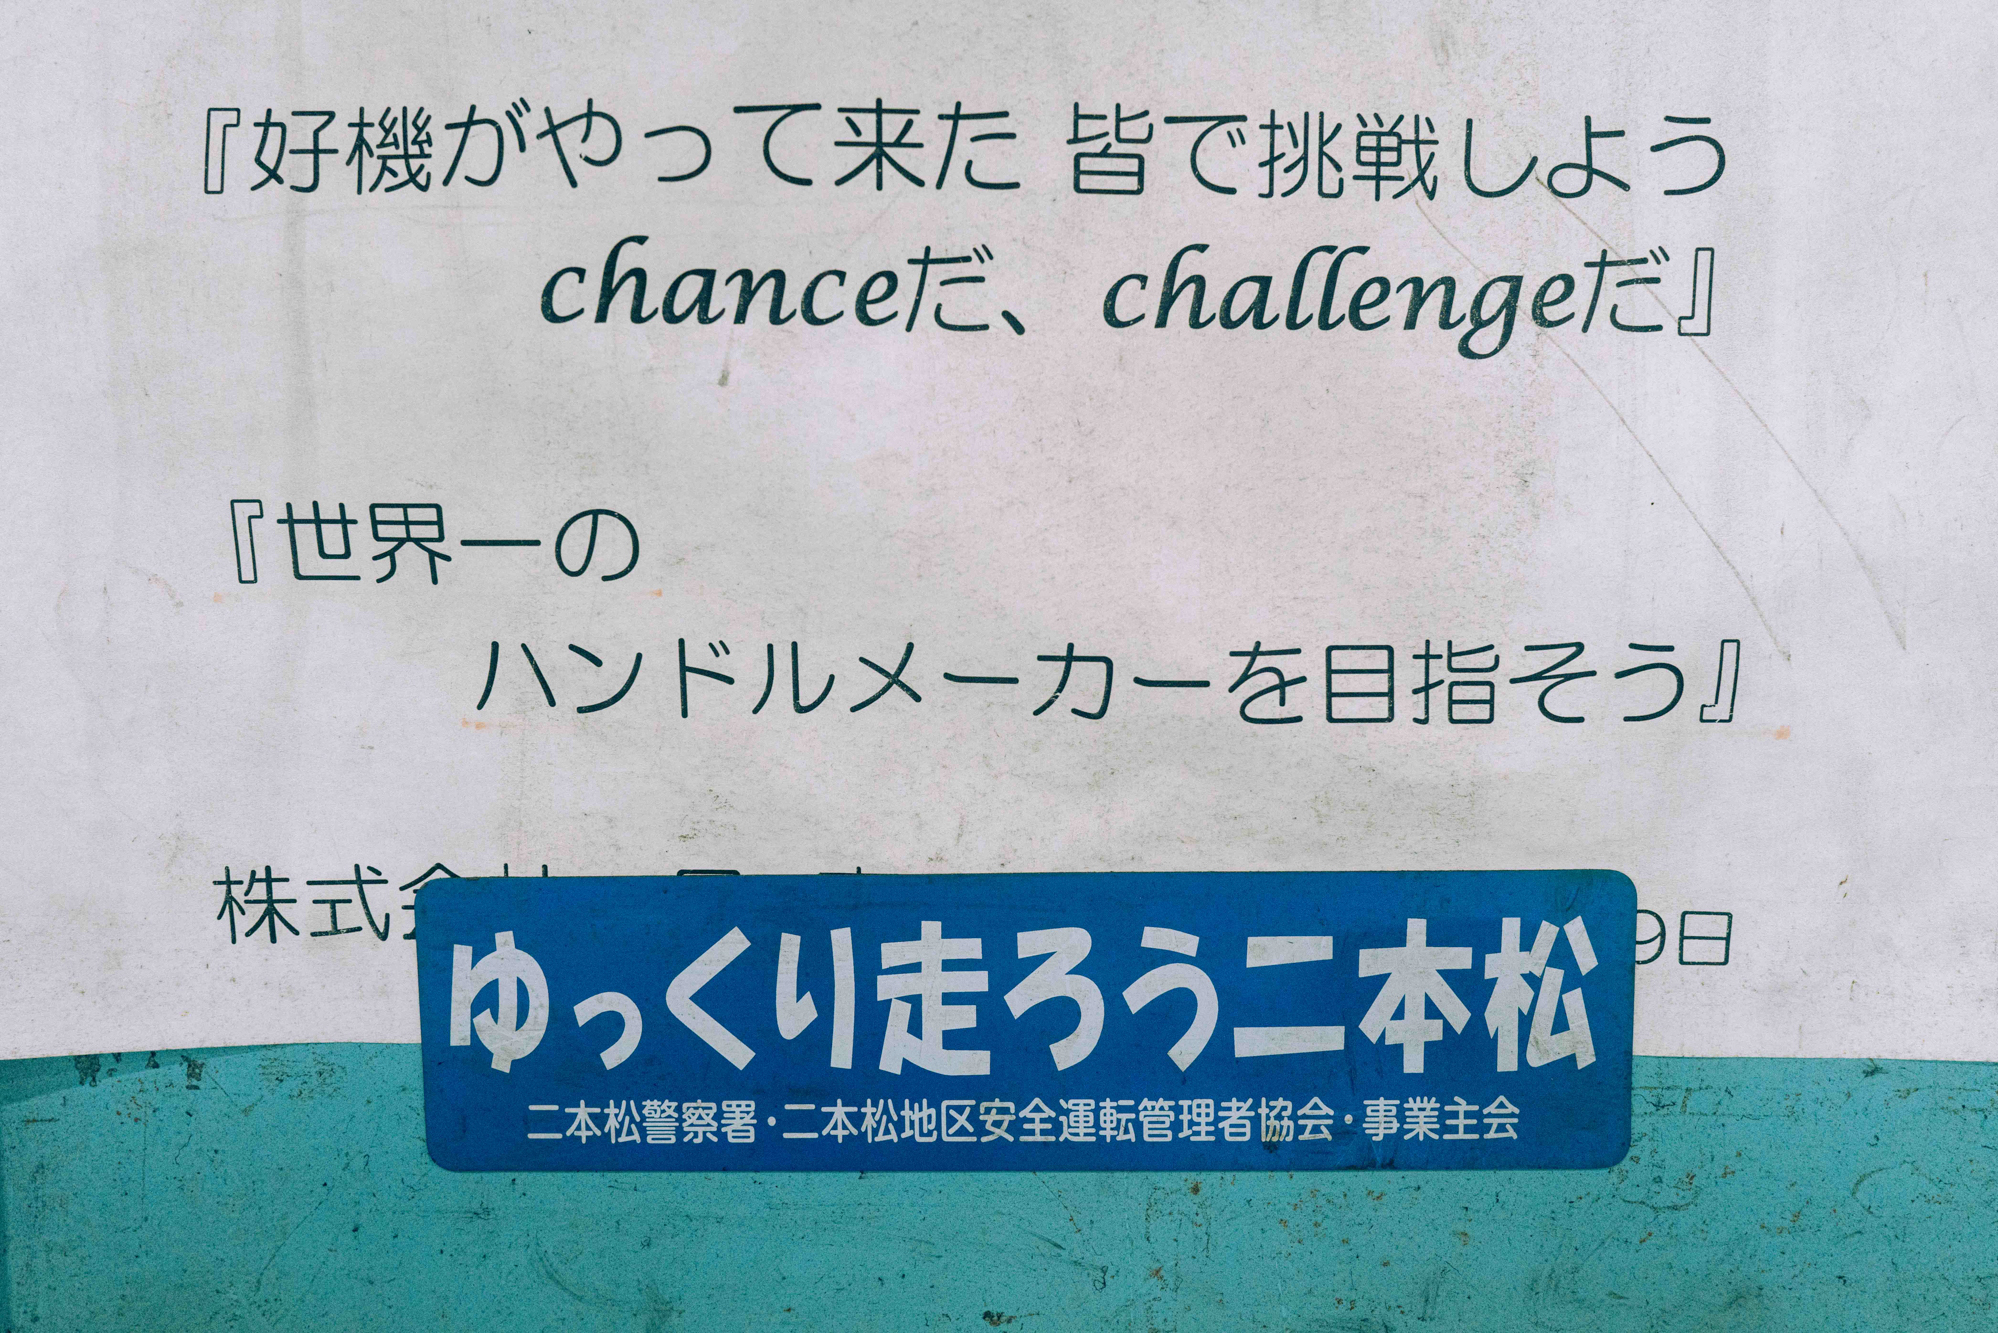 『好機がやって来た 皆で挑戦しよう
chanceだ、challengeだ』
『世界一の
ハンドルメーカーを目指そう』
株式会社
9日
ゆっくり走ろう二本松
二本松警察署・二本松地区安全運転管理者協会・事業主会